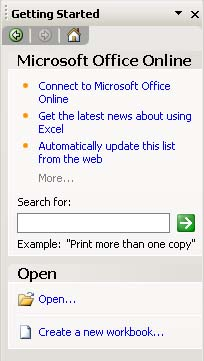 Getting Started
Microsoft Office Online
Connect to Microsoft Office
Online
Get the latest news about using
Excel
Automatically update this list
from the web
More...
Search for:
Example: "Print more than one copy"
Open
Open...
Create a new workbook...